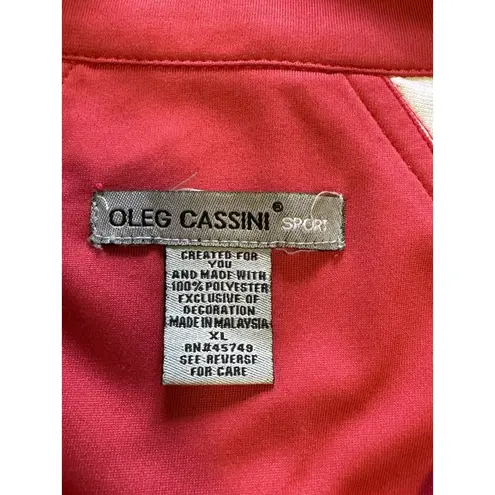 OLEG CASSINI® SPORT
CREATED FOR
YOU
AND MADE WITH
100% POLYESTER
EXCLUSIVE OF
DECORATION
MADE IN MALAYSIA
XL
RN#45749
SEE REVERSE
FOR CARE